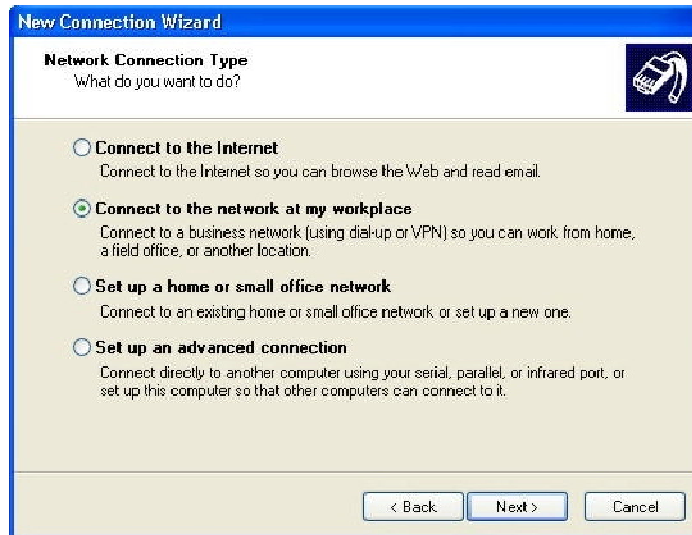 New Connection Wizard
Network Connection Type
What do you want to do?
Connect to the Internet
Connect to the Internet so you can browse the Web and read email.
Connect to the network at my workplace
Connect to a business network (using dial-up or VPN) so you can work from home,
a field office, or another location.
Set up a home or small office network
Connect to an existing home or small office network or set up a new one.
Set up an advanced connection
Connect directly to another computer using your serial, parallel, or infrared port, or
set up this computer so that other computers can connect to it.
< Back Next > Cancel